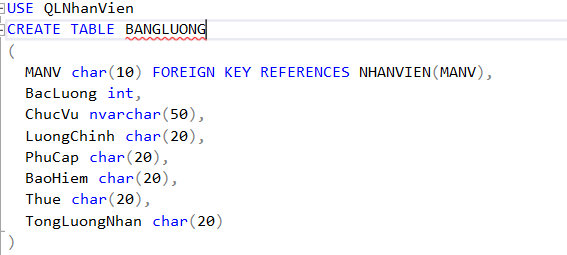 USE QLNhanVien
CREATE TABLE BANGLUONG
(
MANV char(10) FOREIGN KEY REFERENCES NHANVIEN(MANV),
BacLuong int,
ChucVu nvarchar(50),
LuongChinh char(20),
PhuCap char(20),
BaoHiem char(20),
Thue char(20),
TongLuongNhan char(20)
)